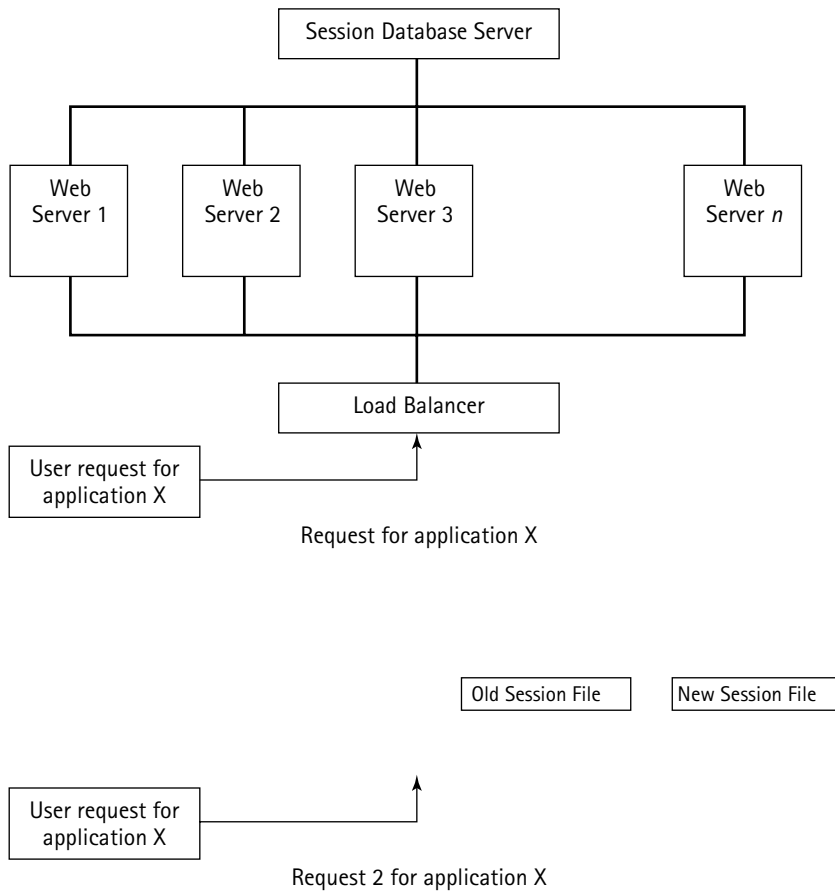 Session Database Server
Web
Server 1
Web
Server 2
Web
Server 3
Web
Server n
Load Balancer
User request for
application X
Request for application X
Old Session File
New Session File
User request for
application X
Request 2 for application X